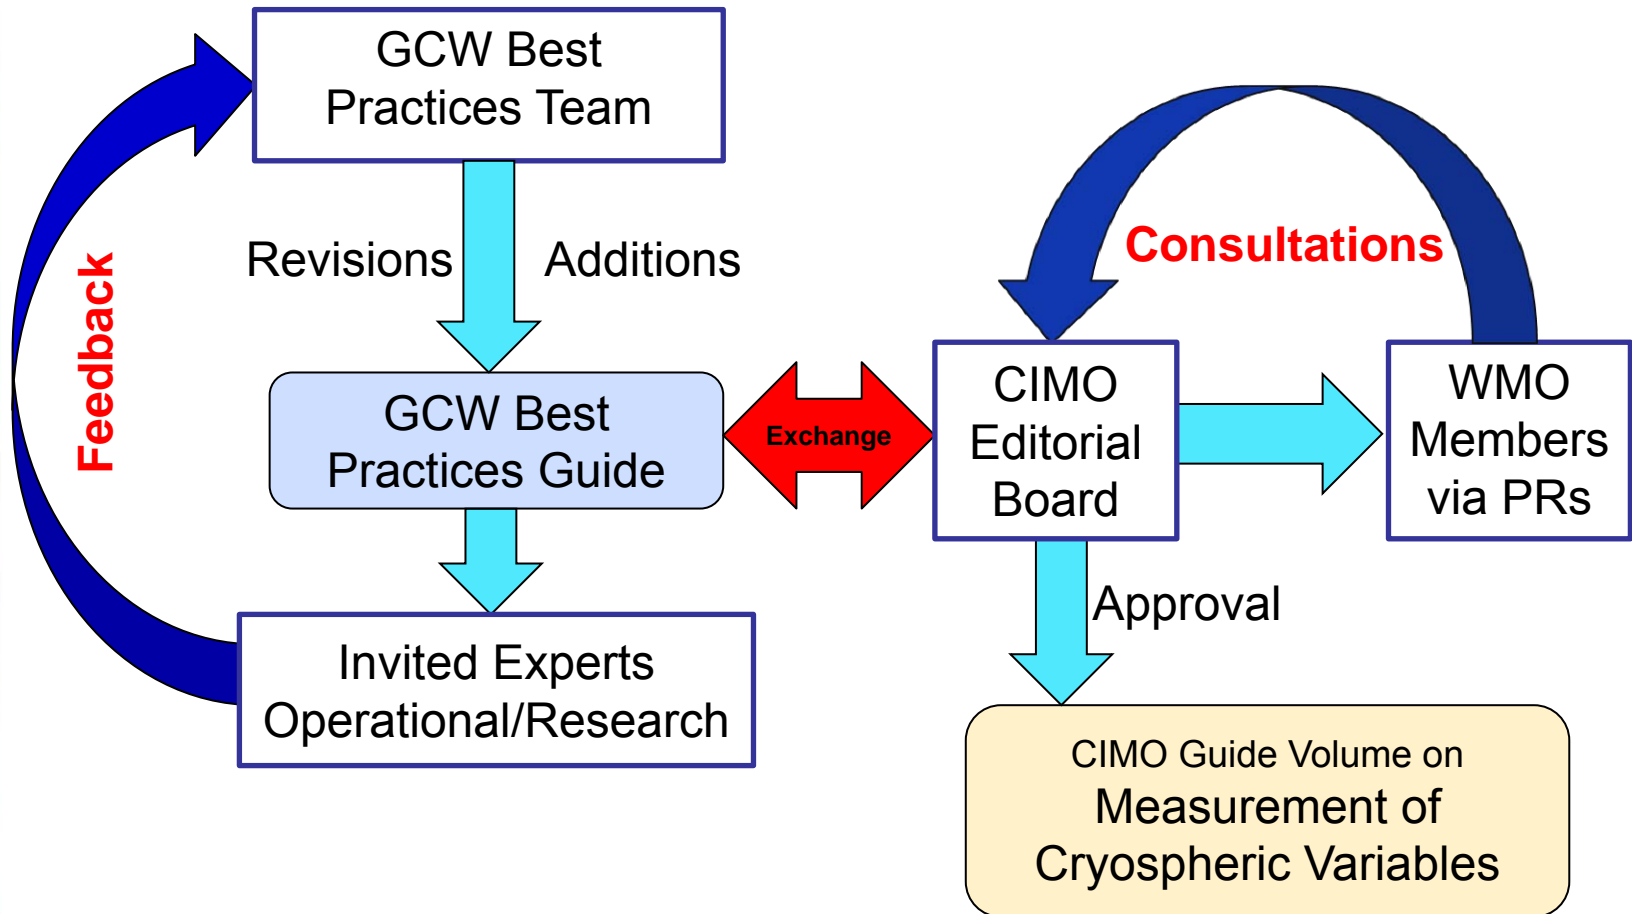 GCW Best
Practices Team
Revisions
Additions
Feedback
GCW Best
Practices Guide
Invited Experts
Operational/Research
Exchange
Consultations
CIMO
Editorial
Board
WMO
Members
via PRs
Approval
CIMO Guide Volume on
Measurement of
Cryospheric Variables